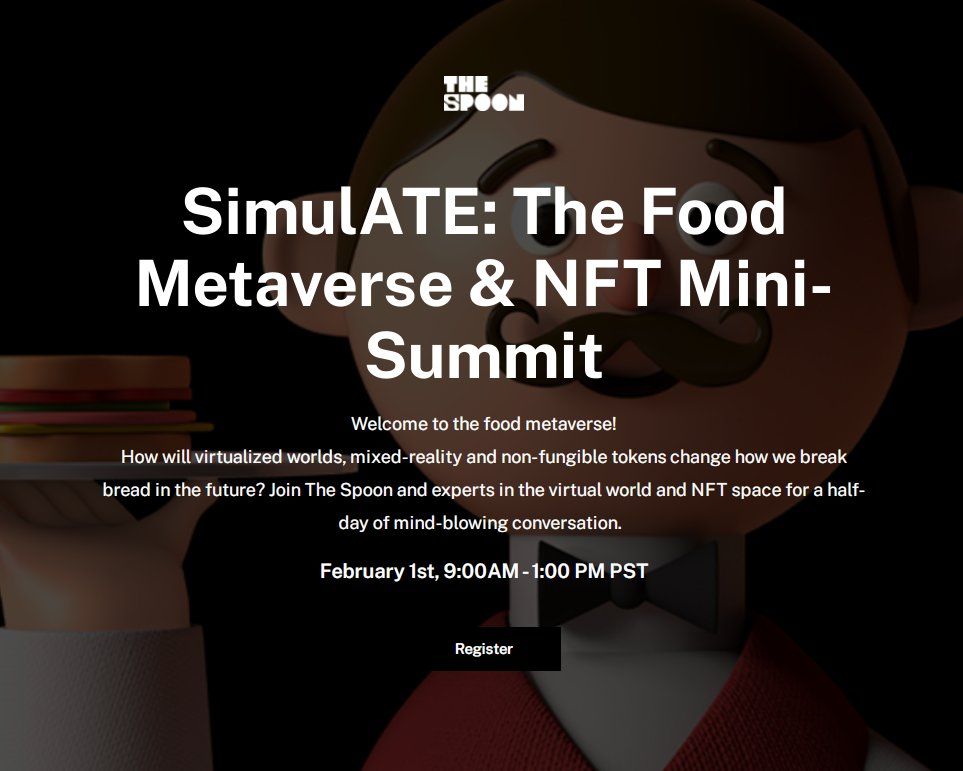 THE
SPOON
SimulATE: The Food
Metaverse & NFT Mini-
Summit
Welcome to the food metaverse!
How will virtualized worlds, mixed-reality and non-fungible tokens change how we break
bread in the future? Join The Spoon and experts in the virtual world and NFT space for a half-
day of mind-blowing conversation.
February 1st, 9:00AM - 1:00 PM PST
Register